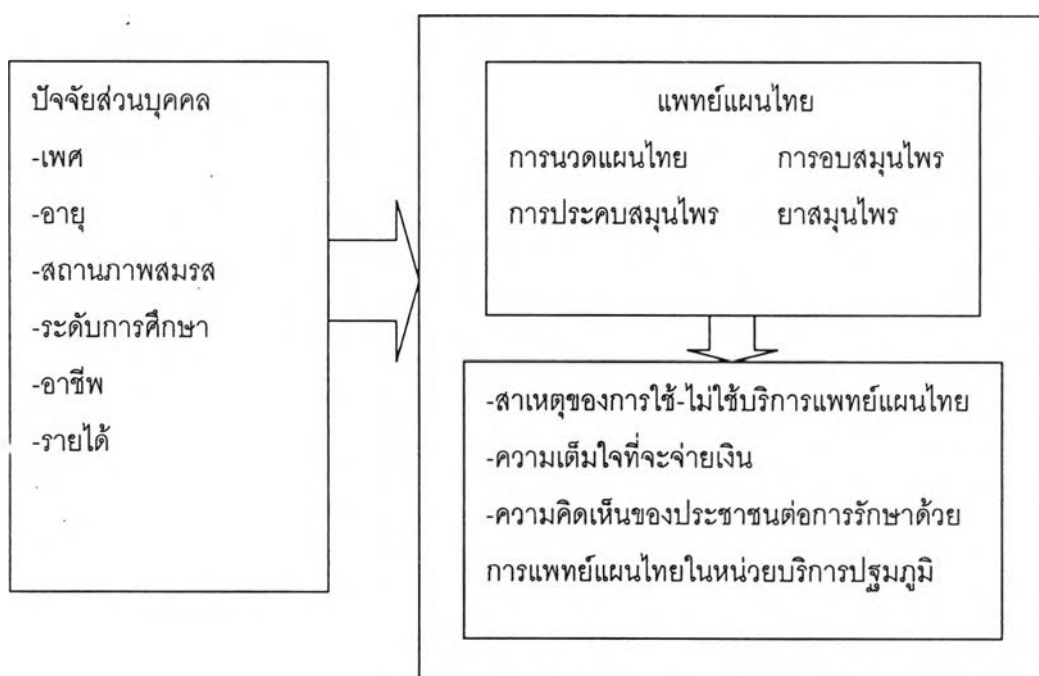 ปัจจัยส่วนบุคคล
-เพศ
-อายุ
-สถานภาพสมรส
-ระดับการศึกษา
-อาชีพ
-รายได้
แพทย์แผนไทย
การนวดแผนไทย การอบสมุนไพร
การประคบสมุนไพร ยาสมุนไพร
-สาเหตุของการใช้-ไม่ใช้บริการแพทย์แผนไทย
-ความเต็มใจที่จะจ่ายเงิน
-ความคิดเห็นของประชาชนต่อการรักษาด้วย
การแพทย์แผนไทยในหน่วยบริการปฐมภูมิ